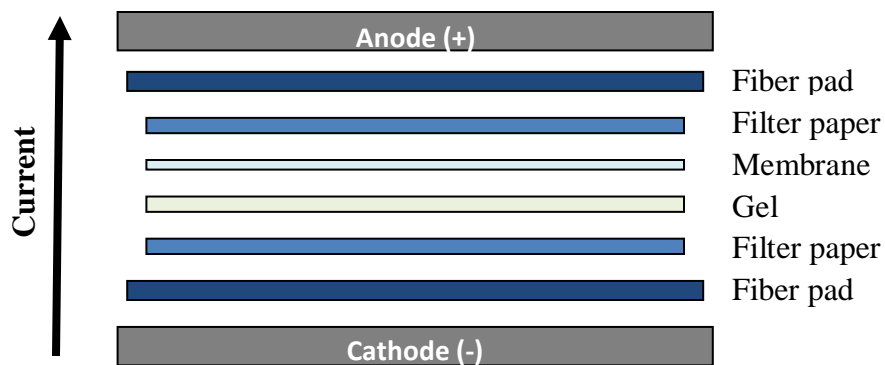 Anode (+)
Fiber pad
Filter paper
Membrane
Gel
Filter paper
Fiber pad
Cathode (-)
Current